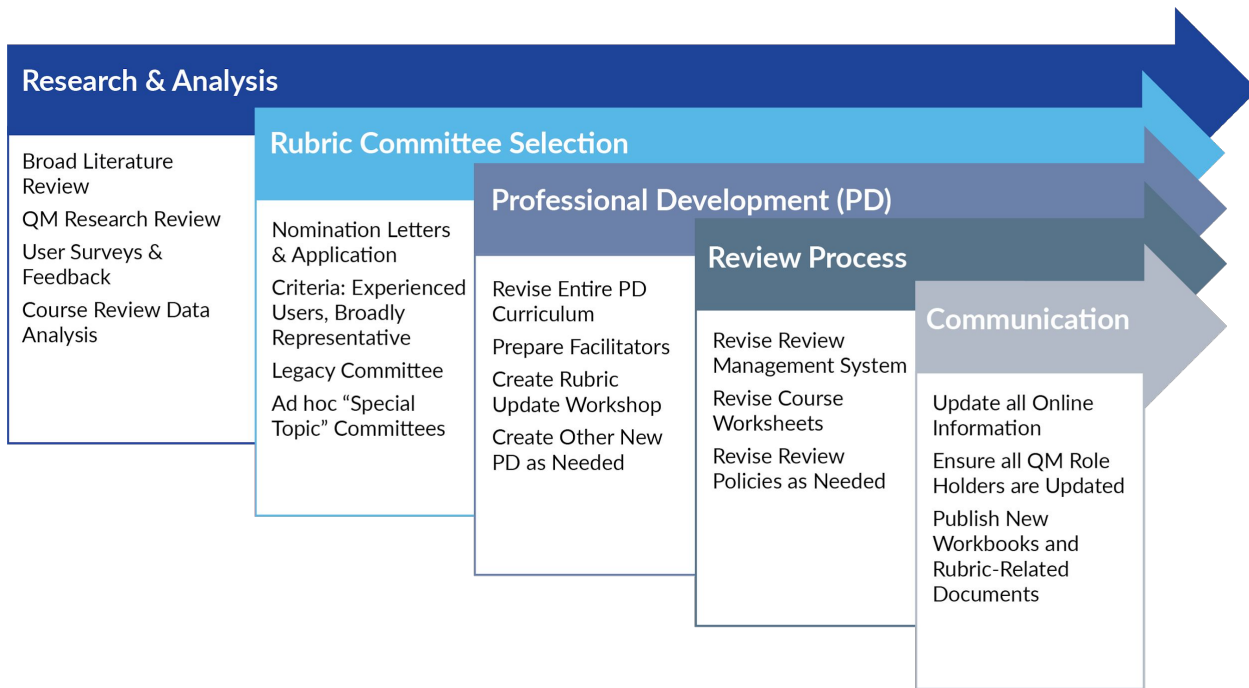 Research & Analysis
Broad Literature
Review
QM Research Review
User Surveys &
Feedback
Course Review Data
Analysis
Rubric Committee Selection
Nomination Letters
& Application
Criteria: Experienced
Users, Broadly
Representative
Legacy Committee
Ad hoc “Special
Topic” Committees
Professional Development (PD)
Revise Entire PD
Curriculum
Prepare Facilitators
Create Rubric
Update Workshop
Create Other New
PD as Needed
Review Process
Revise Review
Management System
Revise Course
Worksheets
Revise Review
Policies as Needed
Communication
Update all Online
Information
Ensure all QM Role
Holders are Updated
Publish New
Workbooks and
Rubric-Related
Documents